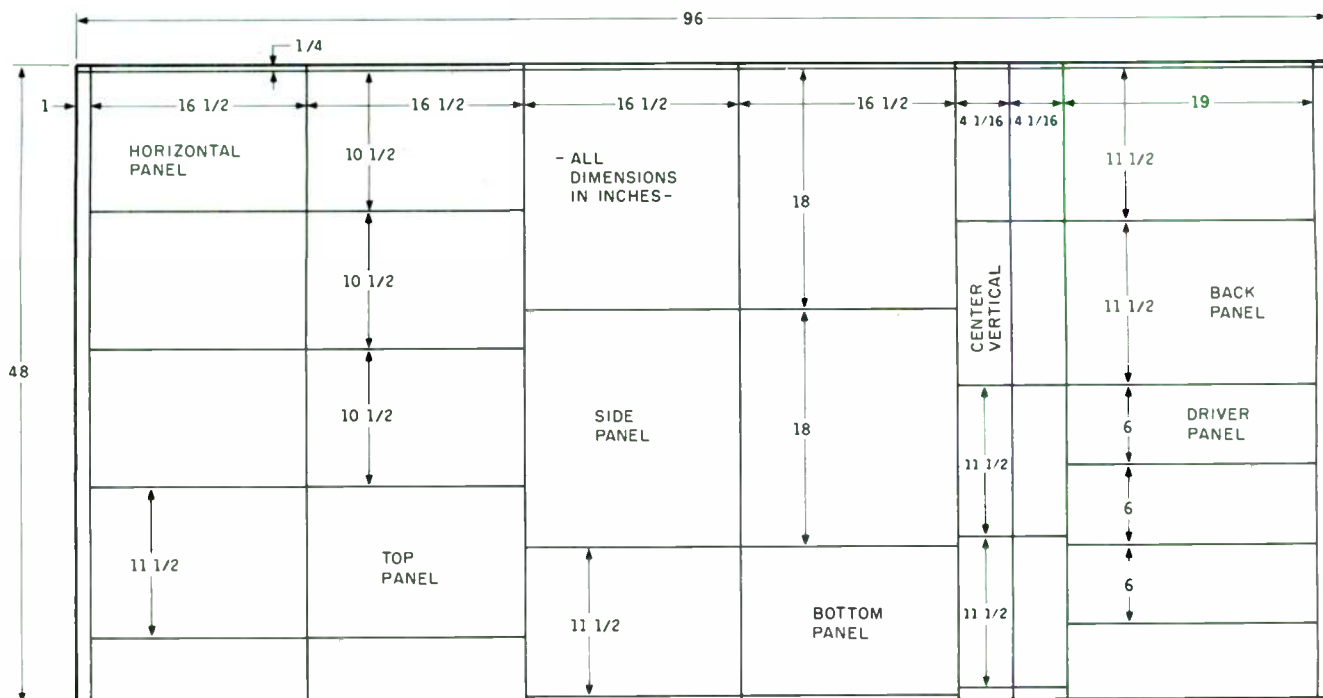 96
1/4
1
16 1/2
16 1/2
16 1/2
16 1/2
4 1/16
4 1/16
19
HORIZONTAL
PANEL
10 1/2
- ALL
DIMENSIONS
IN INCHES-
18
11 1/2
10 1/2
CENTER
VERTICAL
11 1/2
BACK
PANEL
48
10 1/2
SIDE
PANEL
18
11 1/2
6
DRIVER
PANEL
6
11 1/2
TOP
PANEL
11 1/2
BOTTOM
PANEL
11 1/2
6